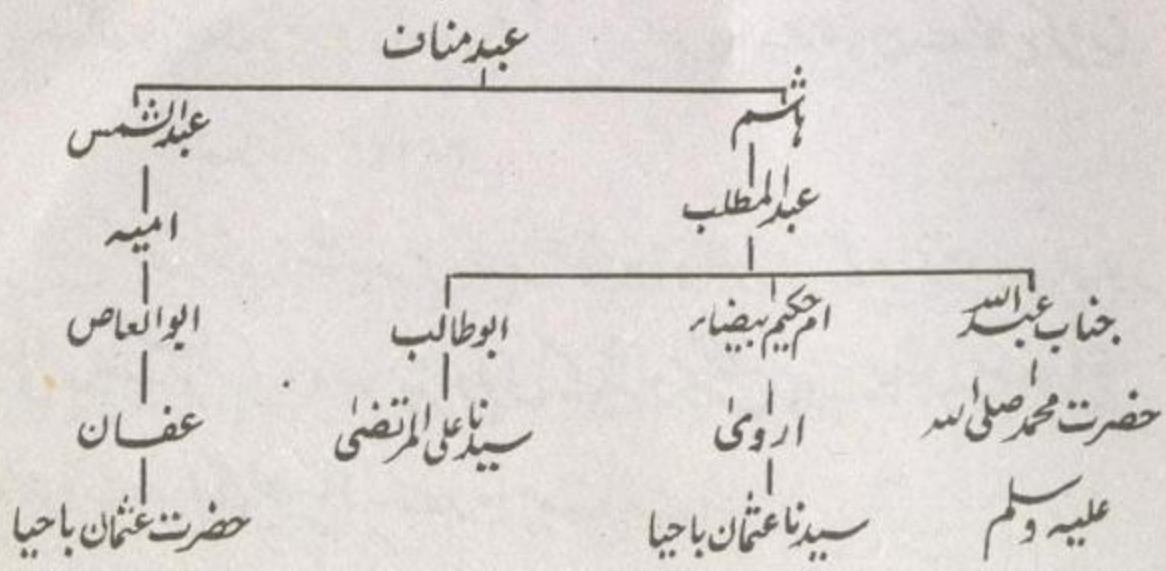 عبد مناف
ہاشم عبد الشمس
عبد المطلب امیہ
جناب عبد اللہ ام حکیم بیضاء ابو طالب ابو العاص
حضرت محمد صلی اللہ ارویٰ سیدنا علی المرتضیٰ عفان
علیہ وسلم سیدنا عثمان باحیا حضرت عثمان باحیا